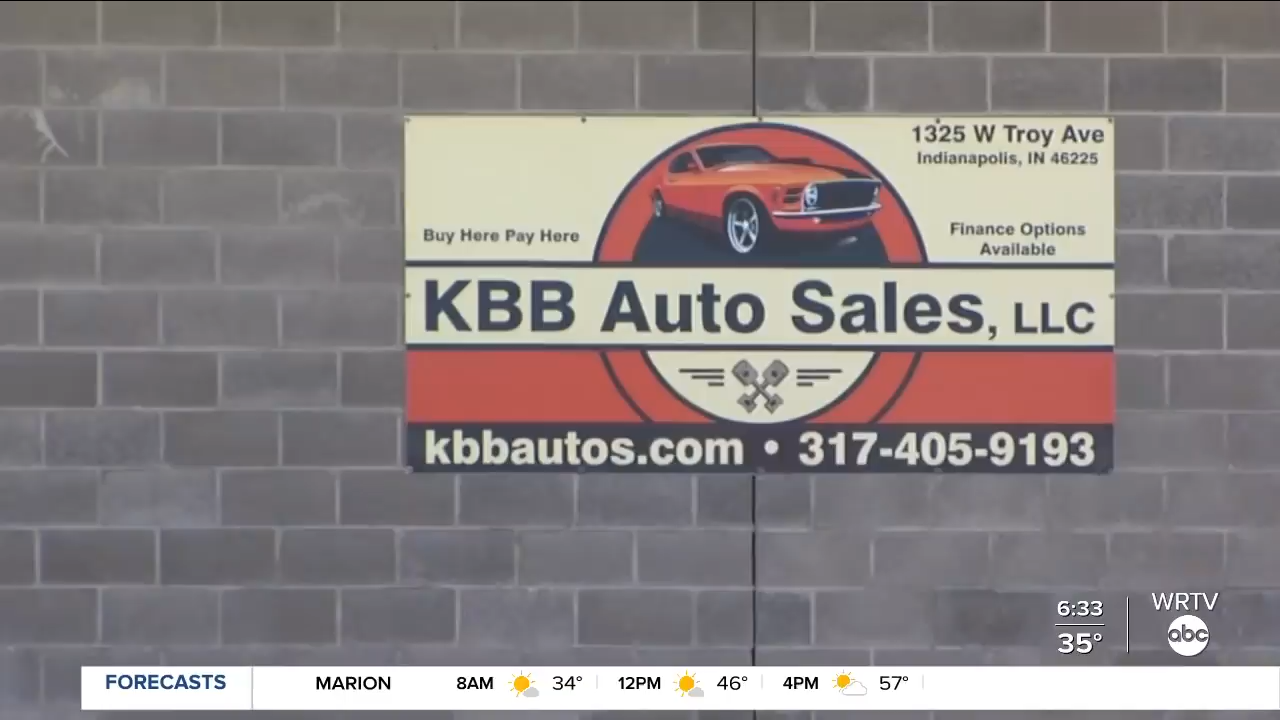 1325 W Troy Ave
Indianapolis, IN 46225
Buy Here Pay Here
Finance Options
Available
KBB Auto Sales, LLC
kbbautos.com • 317-405-9193
6:33
35°
WRTV
abc
FORECASTS MARION 8AM 34° 12PM 46° 4PM 57°